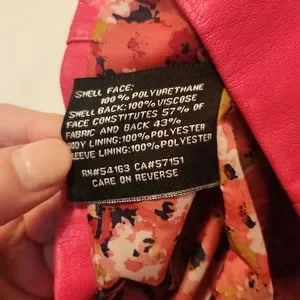 SHELL FACE:
100% POLYURETHANE
SHELL BACK:100% VISCOSE
FACE CONSTITUTES 57% OF
FABRIC AND BACK 43%
BODY LINING:100% POLYESTER
SLEEVE LINING:100% POLYESTER
RN#54163 CA#57151
CARE ON REVERSE